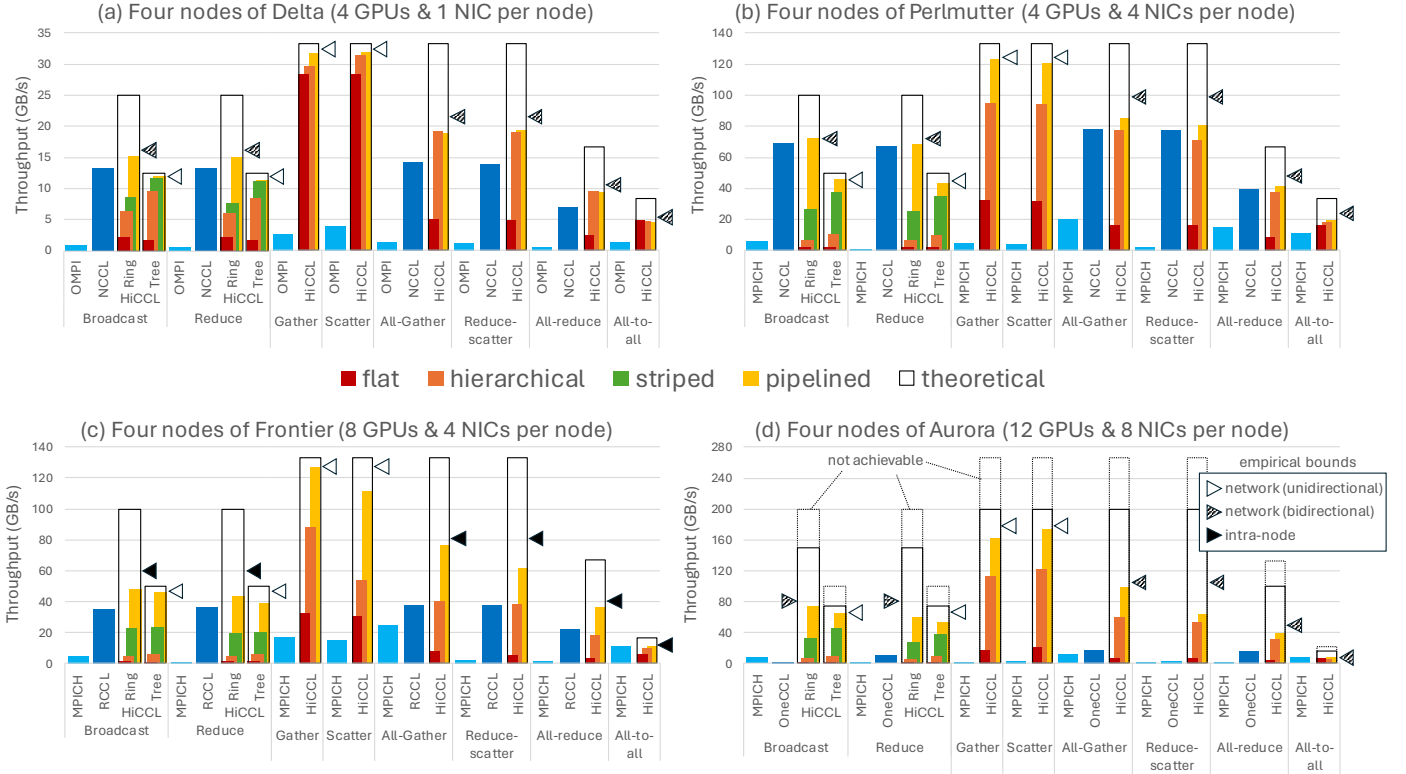 (a) Four nodes of Delta (4 GPUs & 1 NIC per node)
Throughput (GB/s)
35
30
25
20
15
10
5
0
OMPI
NCCL
Ring
Tree
HiCCL
OMPI
NCCL
Ring
Tree
HiCCL
OMPI
HiCCL
OMPI
HiCCL
OMPI
NCCL
HiCCL
OMPI
NCCL
HiCCL
OMPI
NCCL
HiCCL
OMPI
HiCCL
Broadcast
Reduce
Gather
Scatter
All-Gather
Reduce-
scatter
All-reduce
All-to-
all
(b) Four nodes of Perlmutter (4 GPUs & 4 NICs per node)
Throughput (GB/s)
140
120
100
80
60
40
20
0
MPICH
NCCL
Ring
Tree
HiCCL
MPICH
NCCL
Ring
Tree
HiCCL
MPICH
HiCCL
MPICH
HiCCL
MPICH
NCCL
HiCCL
MPICH
NCCL
HiCCL
MPICH
NCCL
HiCCL
MPICH
HiCCL
Broadcast
Reduce
Gather
Scatter
All-Gather
Reduce-
scatter
All-reduce
All-to-
all
flat
hierarchical
striped
pipelined
theoretical
(c) Four nodes of Frontier (8 GPUs & 4 NICs per node)
Throughput (GB/s)
140
120
100
80
60
40
20
0
MPICH
RCCL
Ring
Tree
HiCCL
MPICH
RCCL
Ring
Tree
HiCCL
MPICH
HiCCL
MPICH
HiCCL
MPICH
RCCL
HiCCL
MPICH
RCCL
HiCCL
MPICH
RCCL
HiCCL
MPICH
HiCCL
Broadcast
Reduce
Gather
Scatter
All-Gather
Reduce-
scatter
All-reduce
All-to-
all
(d) Four nodes of Aurora (12 GPUs & 8 NICs per node)
Throughput (GB/s)
280
240
200
160
120
80
40
0
not achievable
empirical bounds
network (unidirectional)
network (bidirectional)
intra-node
MPICH
OneCCL
Ring
Tree
HiCCL
MPICH
OneCCL
Ring
Tree
HiCCL
MPICH
HiCCL
MPICH
HiCCL
MPICH
OneCCL
HiCCL
MPICH
OneCCL
HiCCL
MPICH
OneCCL
HiCCL
MPICH
HiCCL
Broadcast
Reduce
Gather
Scatter
All-Gather
Reduce-
scatter
All-reduce
All-to-
all